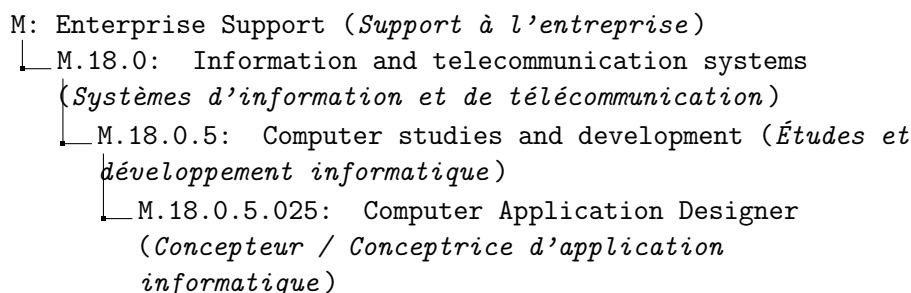 M: Enterprise Support (Support à l'entreprise)
M.18.0: Information and telecommunication systems
(Systèmes d'information et de télécommunication)
M.18.0.5: Computer studies and development (Études et
développement informatique)
M.18.0.5.025: Computer Application Designer
(Concepteur / Conceptrice d'application
informatique)